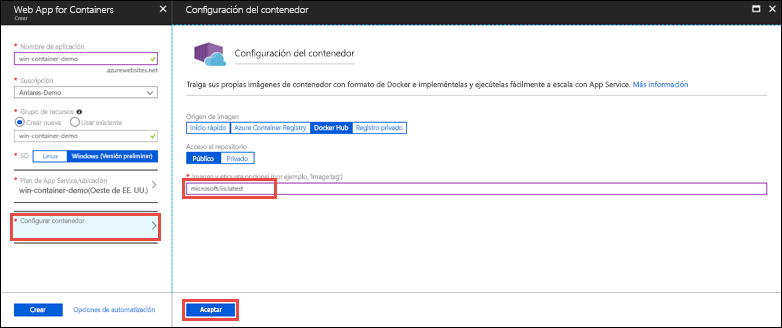 Web App for Containers
Crear
* Nombre de aplicación
win-container-demo
.azurewebsites.net
* Suscripción
Antares-Demo
* Grupo de recursos
Crear nueva
Usar existente
win-container-demo
* SO
Linux
Windows (Versión preliminar)
* Plan de App Service/ubicación
win-container-demo(Oeste de EE. UU.)
* Configurar contenedor
Crear
Opciones de automatización
Configuración del contenedor
Configuración del contenedor
Traiga sus propias imágenes de contenedor con formato de Docker e impleméntelas y ejecútelas fácilmente a escala con App Service. Más información
Origen de imagen
Inicio rápido
Azure Container Registry
Docker Hub
Registro privado
Acceso al repositorio
Público
Privado
* Imagen y etiqueta opcional (por ejemplo, 'image:tag')
microsoft/iis:latest
Aceptar